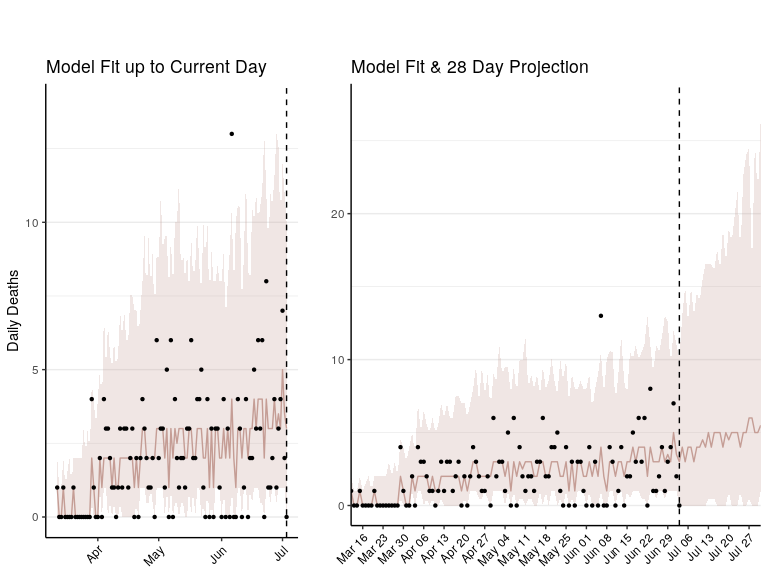 Model Fit up to Current Day
Model Fit & 28 Day Projection
Daily Deaths
10
5
0
Apr
May
Jun
Jul
20
10
0
Mar 16
Mar 23
Mar 30
Apr 06
Apr 13
Apr 20
Apr 27
May 04
May 11
May 18
May 25
Jun 01
Jun 08
Jun 15
Jun 22
Jun 29
Jul 06
Jul 13
Jul 20
Jul 27